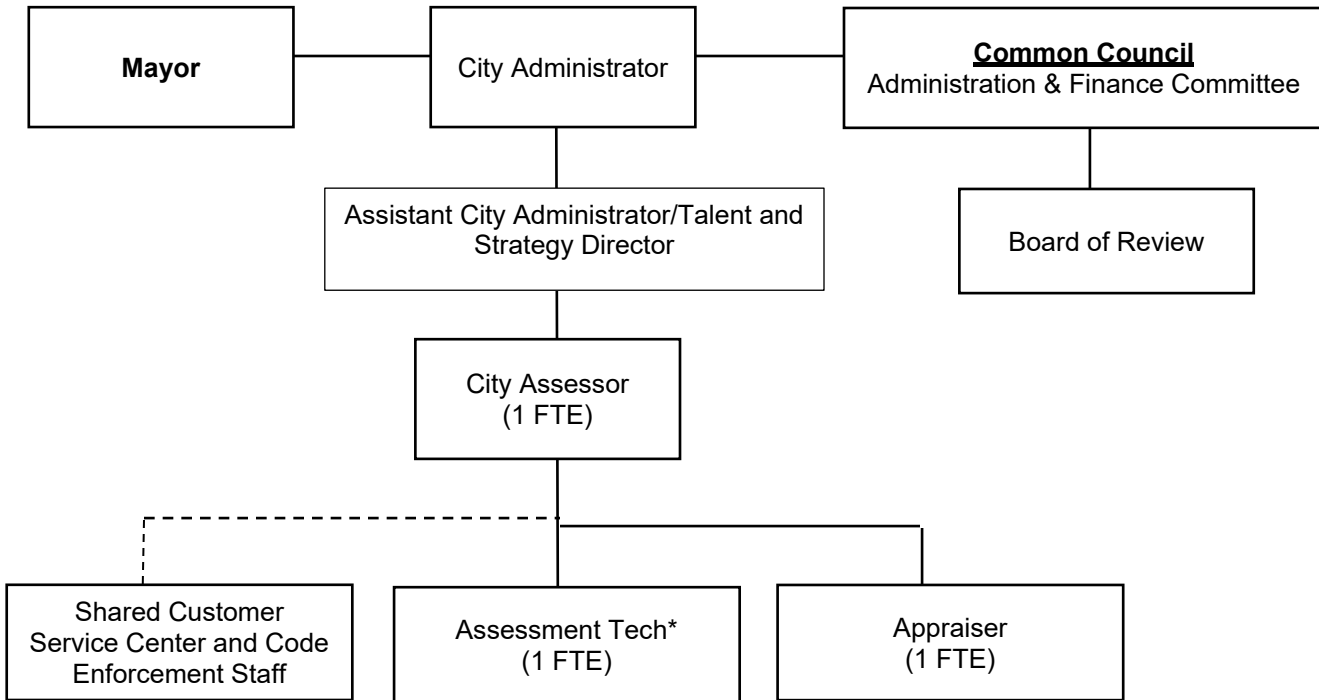 Mayor
City Administrator
Common Council
Administration & Finance Committee
Assistant City Administrator/Talent and
Strategy Director
Board of Review
City Assessor
(1 FTE)
Shared Customer
Service Center and Code
Enforcement Staff
Assessment Tech*
(1 FTE)
Appraiser
(1 FTE)